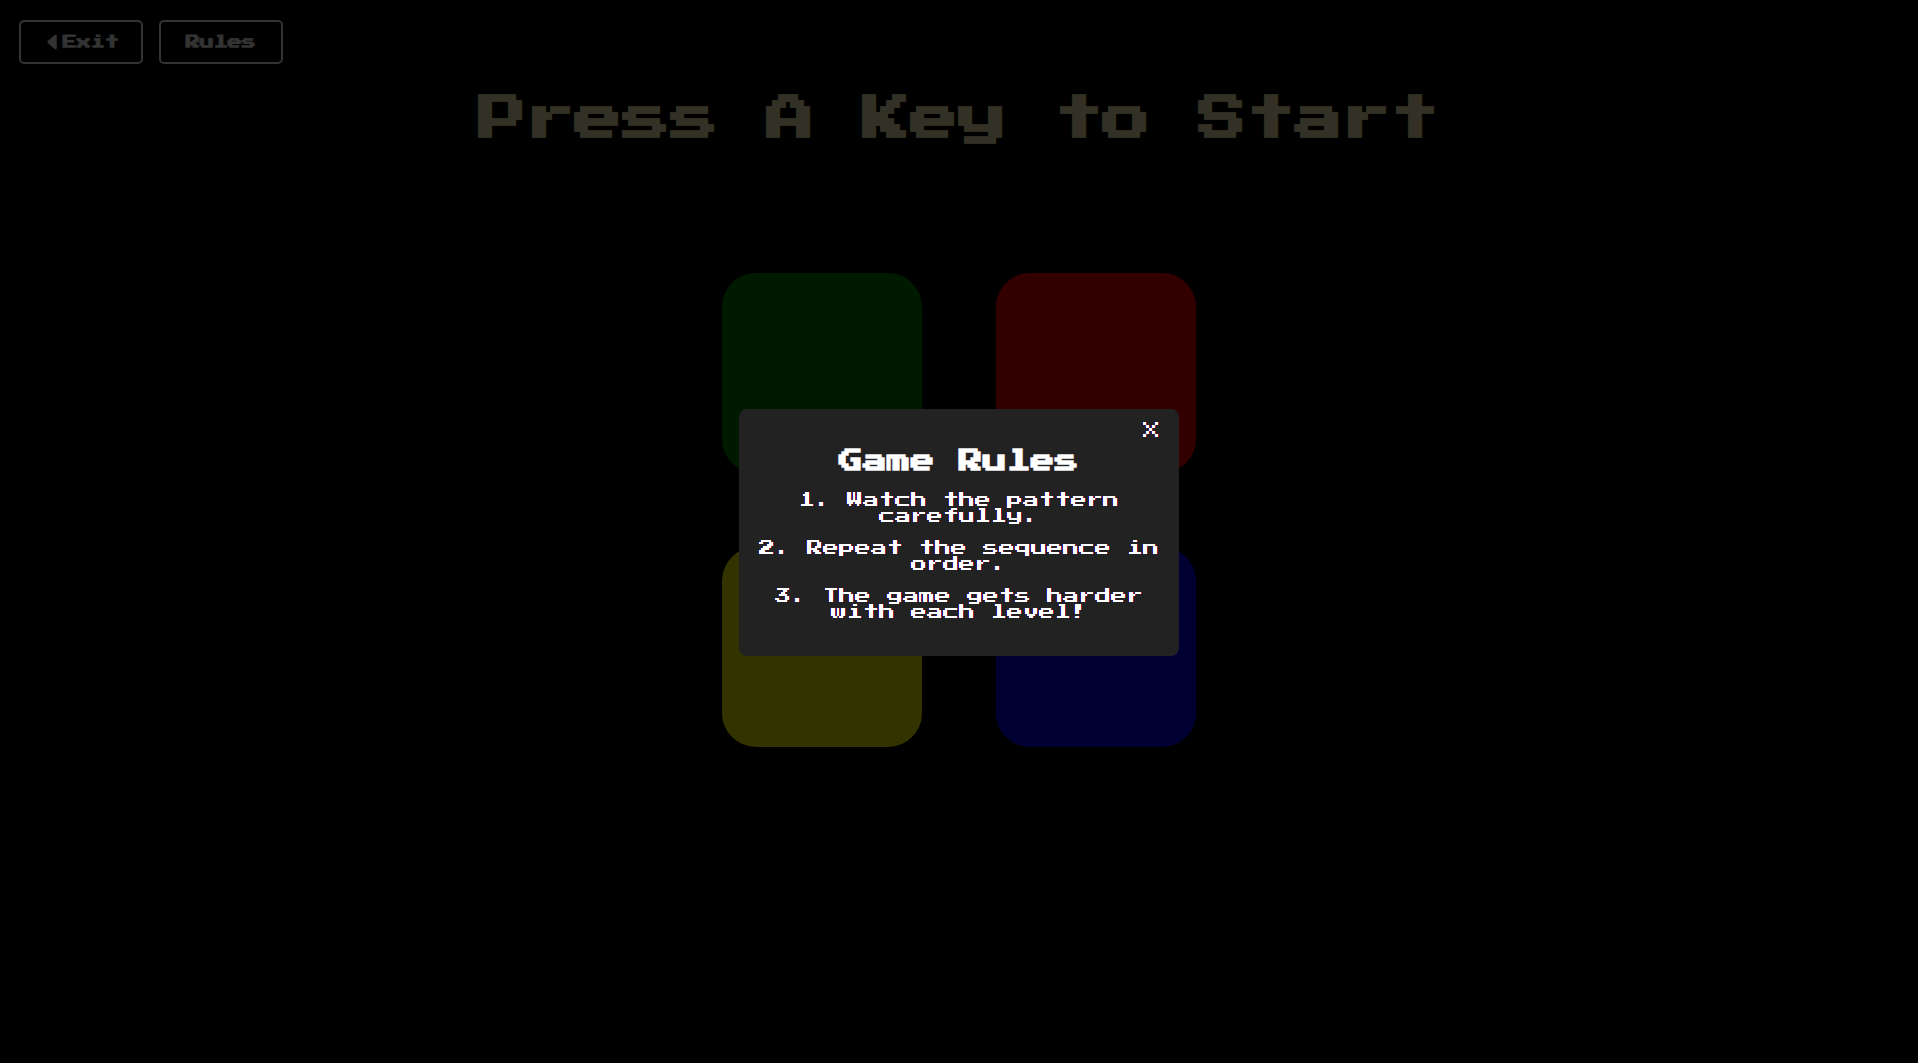 Exit
Rules
Press A Key to Start
X
Game Rules
1. Watch the pattern
carefully.
2. Repeat the sequence in
order.
3. The game gets harder
with each level!